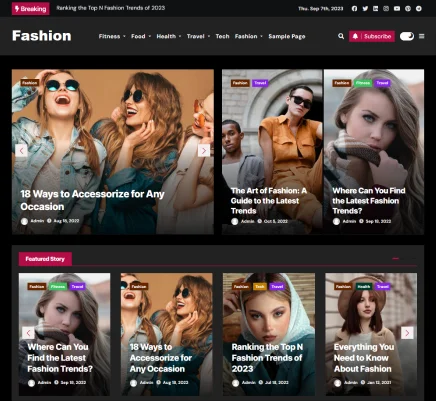 Breaking
Ranking the Top N Fashion Trends of 2023
Thu. Sep 7th, 2023
Fashion
Fitness Food Health Travel Tech Fashion Sample Page
Subscribe
Fashion
18 Ways to Accessorize for Any
Occasion
Admin Aug 18, 2022
Fashion Travel
The Art of Fashion: A
Guide to the Latest
Trends
Admin Oct 5, 2022
Fashion Fitness Travel
Where Can You Find
the Latest Fashion
Trends?
Admin Sep 18, 2022
Featured Story
Fashion Fitness Travel
Where Can You
Find the Latest
Fashion Trends?
Admin Sep 18, 2022
Fashion
18 Ways to
Accessorize for
Any Occasion
Admin Aug 18, 2022
Fashion Tech Travel
Ranking the Top N
Fashion Trends of
2023
Admin Jul 18, 2022
Fashion Health Travel
Everything You
Need to Know
About Fashion
Admin Jan 12, 2021